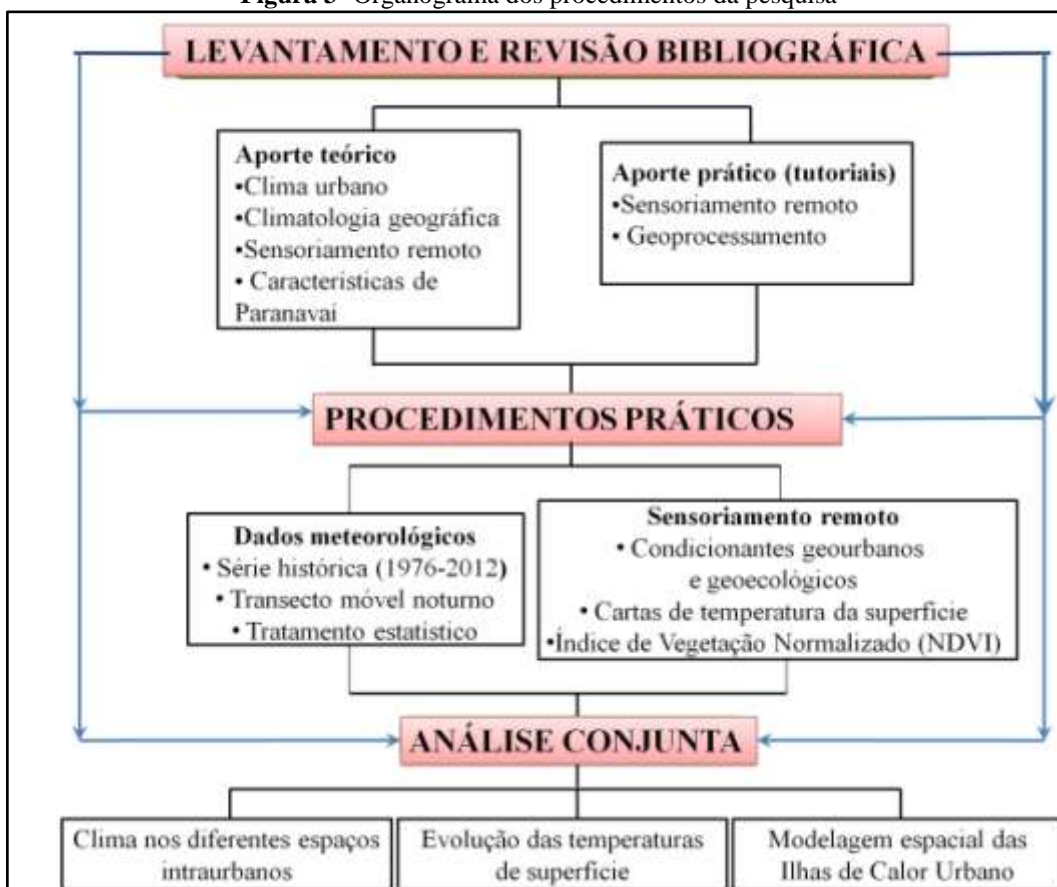 Figura 3- Organograma dos procedimentos da pesquisa
LEVANTAMENTO E REVISÃO BIBLIOGRÁFICA
Aporte teórico
•Clima urbano
•Climatologia geográfica
•Sensoriamento remoto
• Características de
Paranavaí
Aporte prático (tutoriais)
•Sensoriamento remoto
• Geoprocessamento
PROCEDIMENTOS PRÁTICOS
Dados meteorológicos
• Série histórica (1976-2012)
• Transecto móvel noturno
• Tratamento estatístico
Sensoriamento remoto
• Condicionantes geourbanos
e geoecológicos
• Cartas de temperatura da superfície
•Índice de Vegetação Normalizado (NDVI)
ANÁLISE CONJUNTA
Clima nos diferentes espaços
intraurbanos
Evolução das temperaturas
de superfície
Modelagem espacial das
Ilhas de Calor Urbano